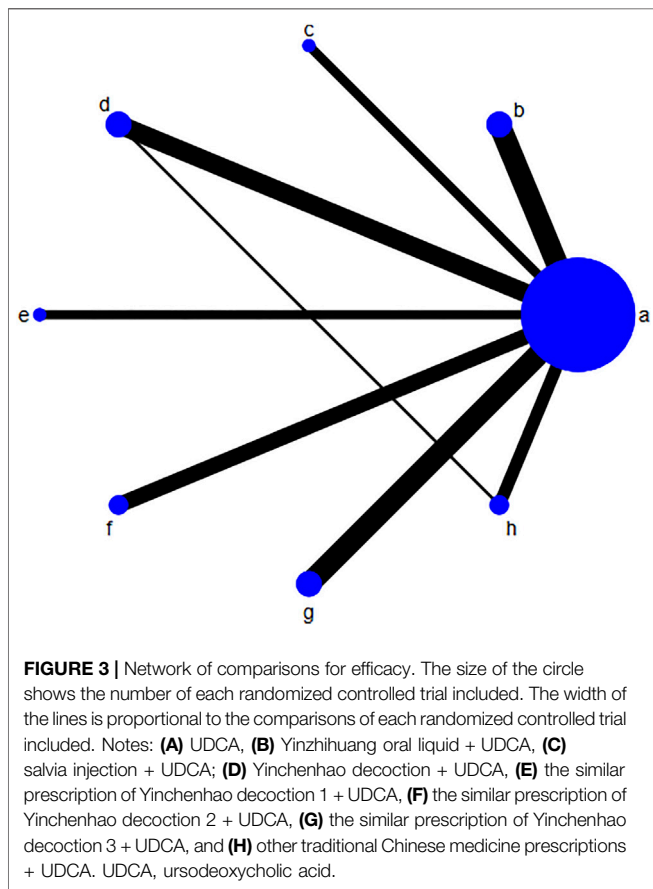 c
d
b
e
a
f
h
g
FIGURE 3 | Network of comparisons for efficacy. The size of the circle
shows the number of each randomized controlled trial included. The width of
the lines is proportional to the comparisons of each randomized controlled trial
included. Notes: (A) UDCA, (B) Yinzhihuang oral liquid + UDCA, (C)
salvia injection + UDCA; (D) Yinchenhao decoction + UDCA, (E) the similar
prescription of Yinchenhao decoction 1 + UDCA, (F) the similar prescription of
Yinchenhao decoction 2 + UDCA, (G) the similar prescription of Yinchenhao
decoction 3 + UDCA, and (H) other traditional Chinese medicine prescriptions
+ UDCA. UDCA, ursodeoxycholic acid.